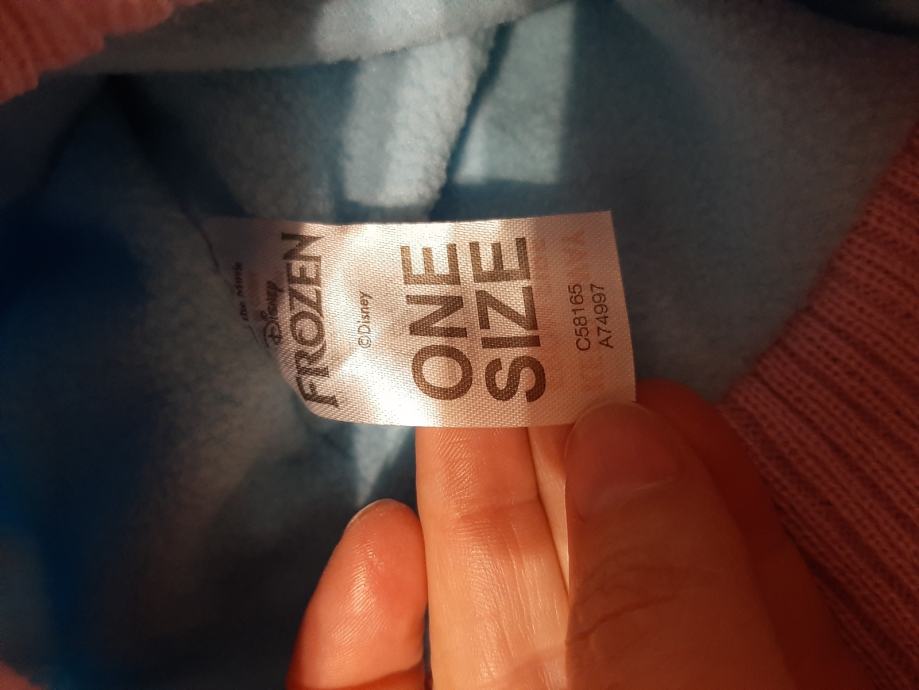 Disney
FROZEN
©Disney
ONE
SIZE
C58165
A74997